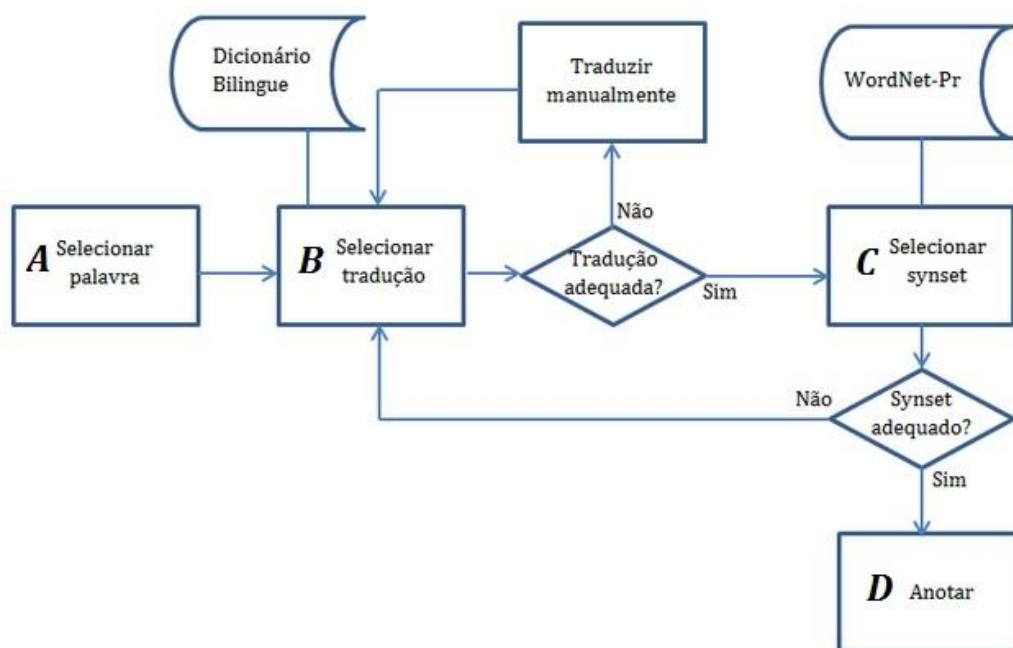 Dicionário
Bilingue
Traduzir
manualmente
WordNet-Pr
Não
A Selecionar
palavra
B Selecionar
tradução
Tradução
adequada?
Sim
C Selecionar
synset
Não
Synset
adequado?
Sim
D Anotar